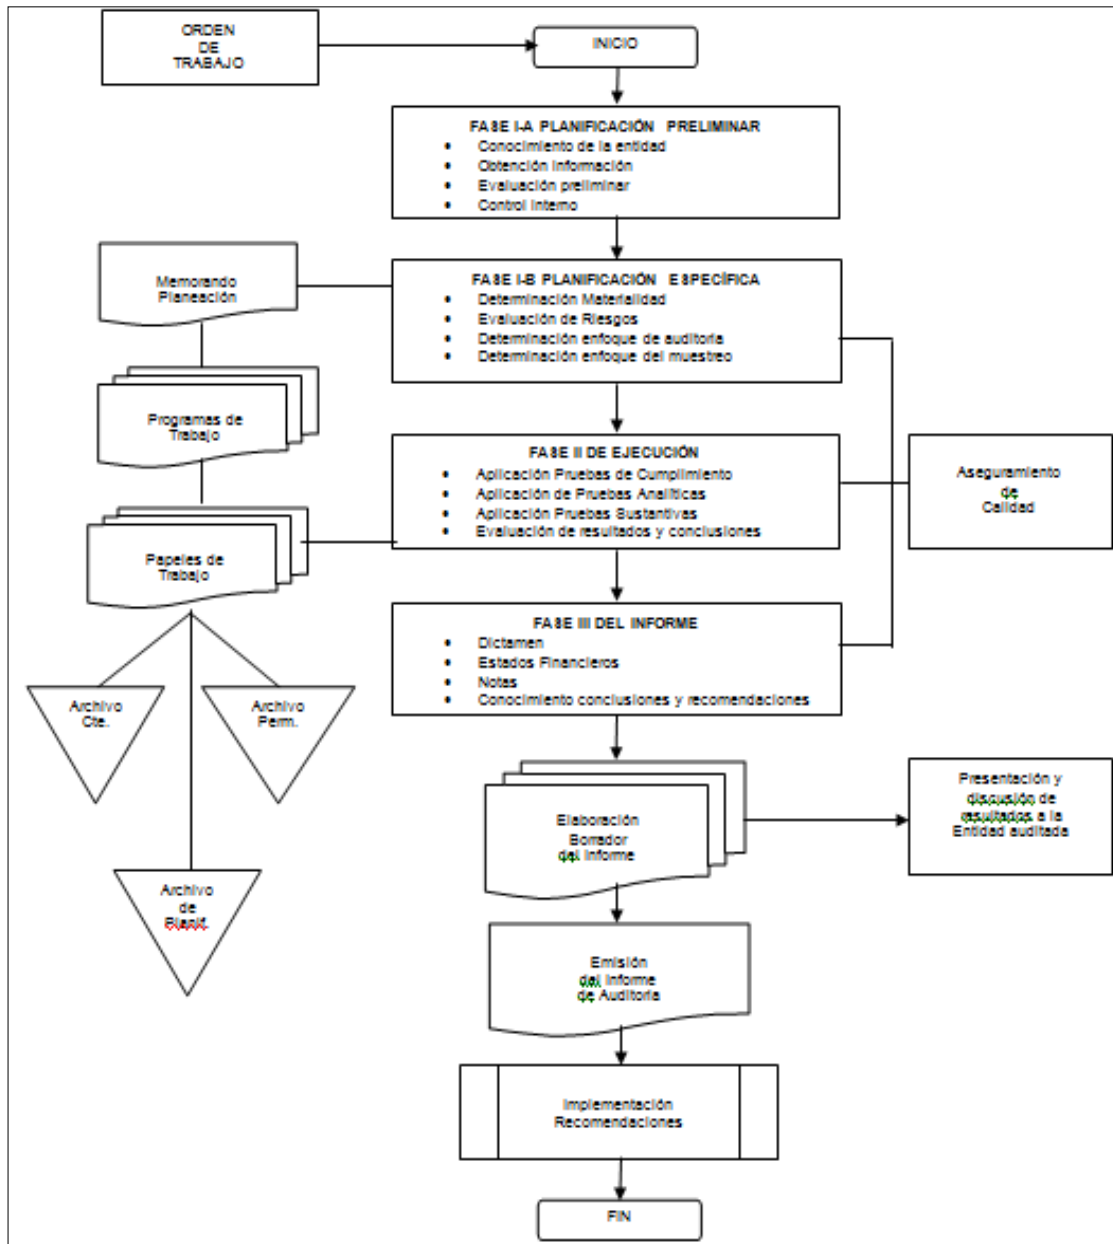 ORDEN
DE
TRABAJO
INICIO
FASE I-A PLANIFICACIÓN PRELIMINAR
• Conocimiento de la entidad
• Obtención información
• Evaluación preliminar
• Control Interno
Memorando
Planeación
FASE I-B PLANIFICACIÓN ESPECÍFICA
• Determinación Materialidad
• Evaluación de Riesgos
• Determinación enfoque de auditoria
• Determinación enfoque del muestreo
Programas de
Trabajo
FASE II DE EJECUCIÓN
• Aplicación Pruebas de Cumplimiento
• Aplicación de Pruebas Analíticas
• Aplicación Pruebas Sustantivas
• Evaluación de resultados y conclusiones
Aseguramiento
de
Calidad
Papeles de
Trabajo
FASE III DEL INFORME
• Dictamen
• Estados Financieros
• Notas
• Conocimiento conclusiones y recomendaciones
Archivo
Cte.
Archivo
Perm.
Archivo
de
Planif.
Elaboración
Borrador
del Informe
Presentación y
discusión de
resultados a la
Entidad auditada
Emisión
del Informe
de Auditoría
Implementación
Recomendaciones
FIN